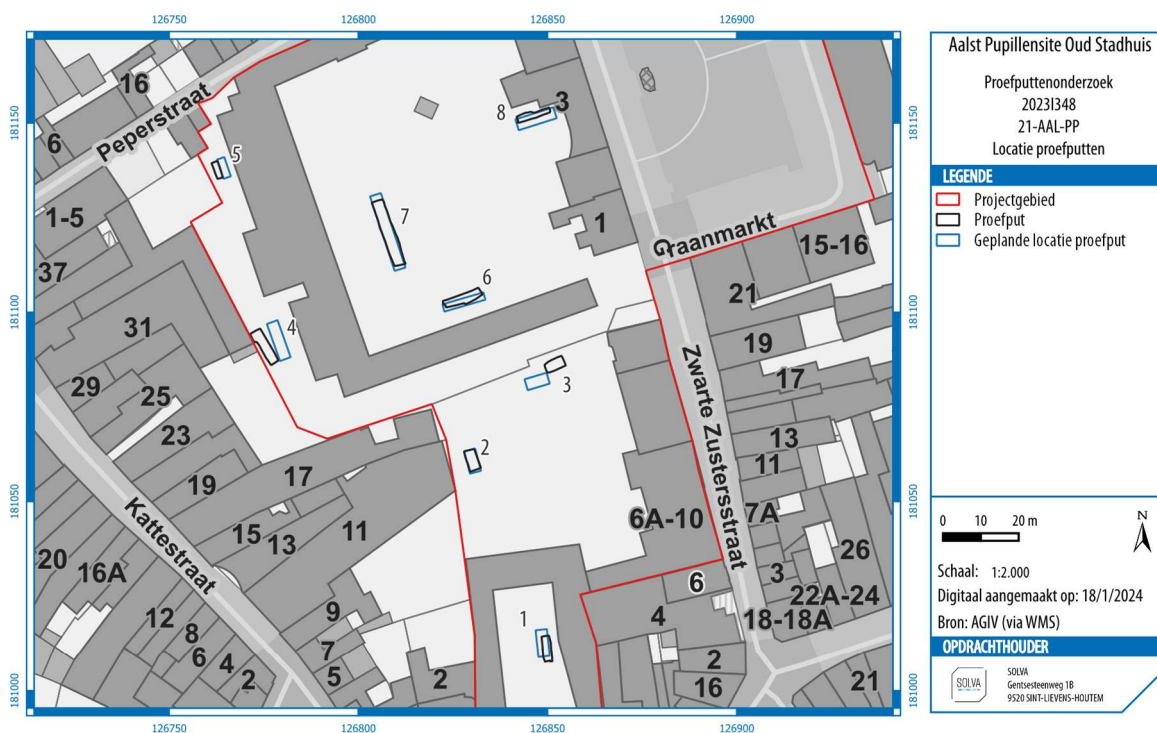 126750
126800
126850
126900
181150
181100
181050
181000
16
6
Peperstraat
1-5
37
31
29
25
23
19
17
15
13
11
Kattestraat
20
16A
12
8
6
4
2
9
7
5
2
5
4
7
6
8
3
1
3
2
1
Graanmarkt
15-16
21
19
17
13
11
7A
3
26
22A-24
18-18A
Zwarte Zustersstraat
6A-10
6
4
2
16
21
181150
181100
181050
181000
126750
126800
126850
126900
Aalst Pupillensite Oud Stadhuis
Proefputtenonderzoek
2023I348
21-AAL-PP
Locatie proefputten
LEGENDE
Projectgebied
Proefput
Geplande locatie proefput
0 10 20 m
N
Schaal: 1:2.000
Digitaal aangemaakt op: 18/1/2024
Bron: AGIV (via WMS)
OPDRACHTHOUDER
SOLVA
SOLVA
Gentsesteenweg 1B
9520 SINT-LIEVENS-HOUTEM